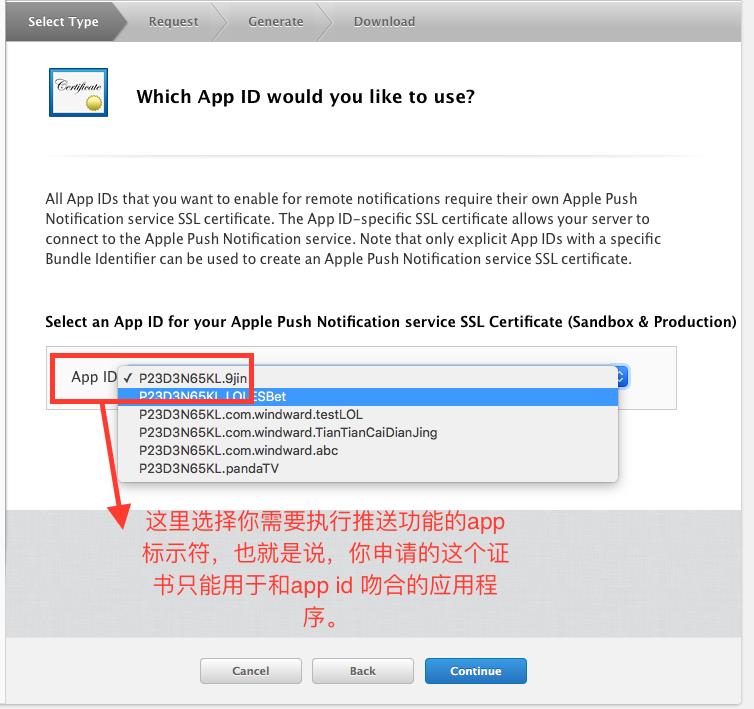 Select Type
Request
Generate
Download
Certificate
Which App ID would you like to use?
All App IDs that you want to enable for remote notifications require their own Apple Push
Notification service SSL certificate. The App ID-specific SSL certificate allows your server to
connect to the Apple Push Notification service. Note that only explicit App IDs with a specific
Bundle Identifier can be used to create an Apple Push Notification service SSL certificate.
Select an App ID for your Apple Push Notification service SSL Certificate (Sandbox & Production)
App ID
✓ P23D3N65KL.9jin
P23D3N65KL.LOLESBet
P23D3N65KL.com.windward.testLOL
P23D3N65KL.com.windward.TianTianCaiDianJing
P23D3N65KL.com.windward.abc
P23D3N65KL.pandaTV
这里选择你需要执行推送功能的app
标示符，也就是说，你申请的这个证
书只能用于和app id 吻合的应用程
序。
Cancel
Back
Continue